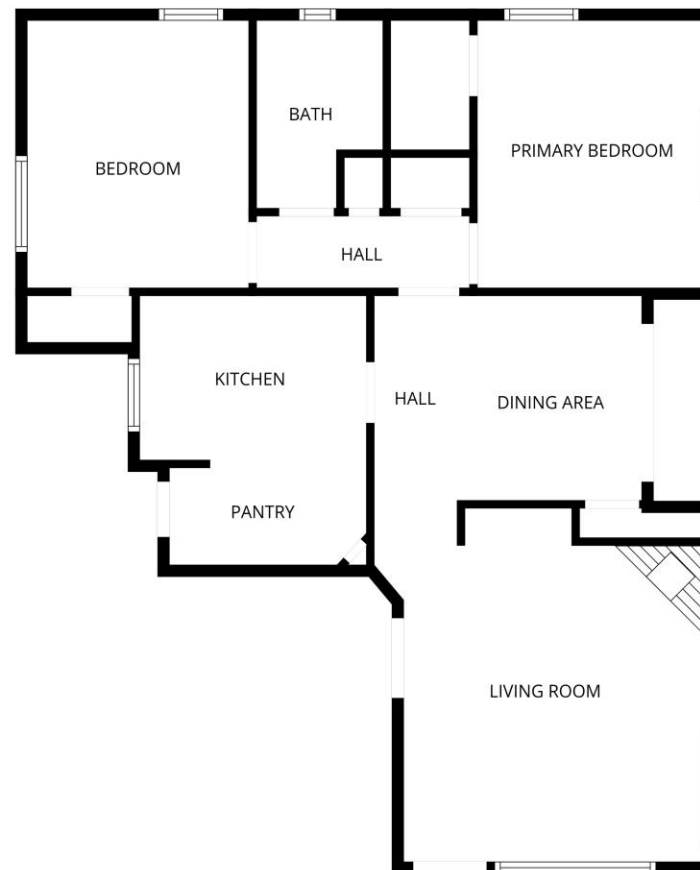 BATH
PRIMARY BEDROOM
BEDROOM
HALL
KITCHEN
HALL
DINING AREA
PANTRY
LIVING ROOM